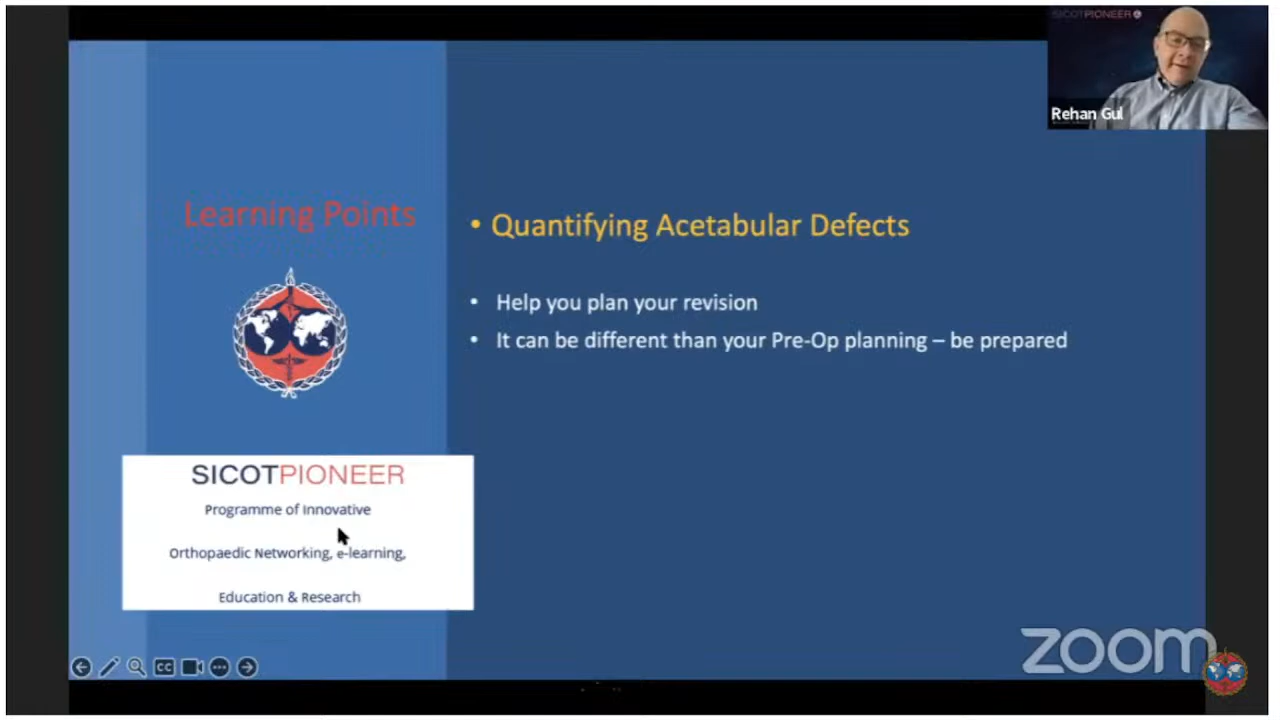 SICOTPIONEER
Rehan Gul
Learning Points
• Quantifying Acetabular Defects
• Help you plan your revision
• It can be different than your Pre-Op planning – be prepared
SICOTPIONEER
Programme of Innovative
Orthopaedic Networking, e-learning,
Education & Research
CC
zoom